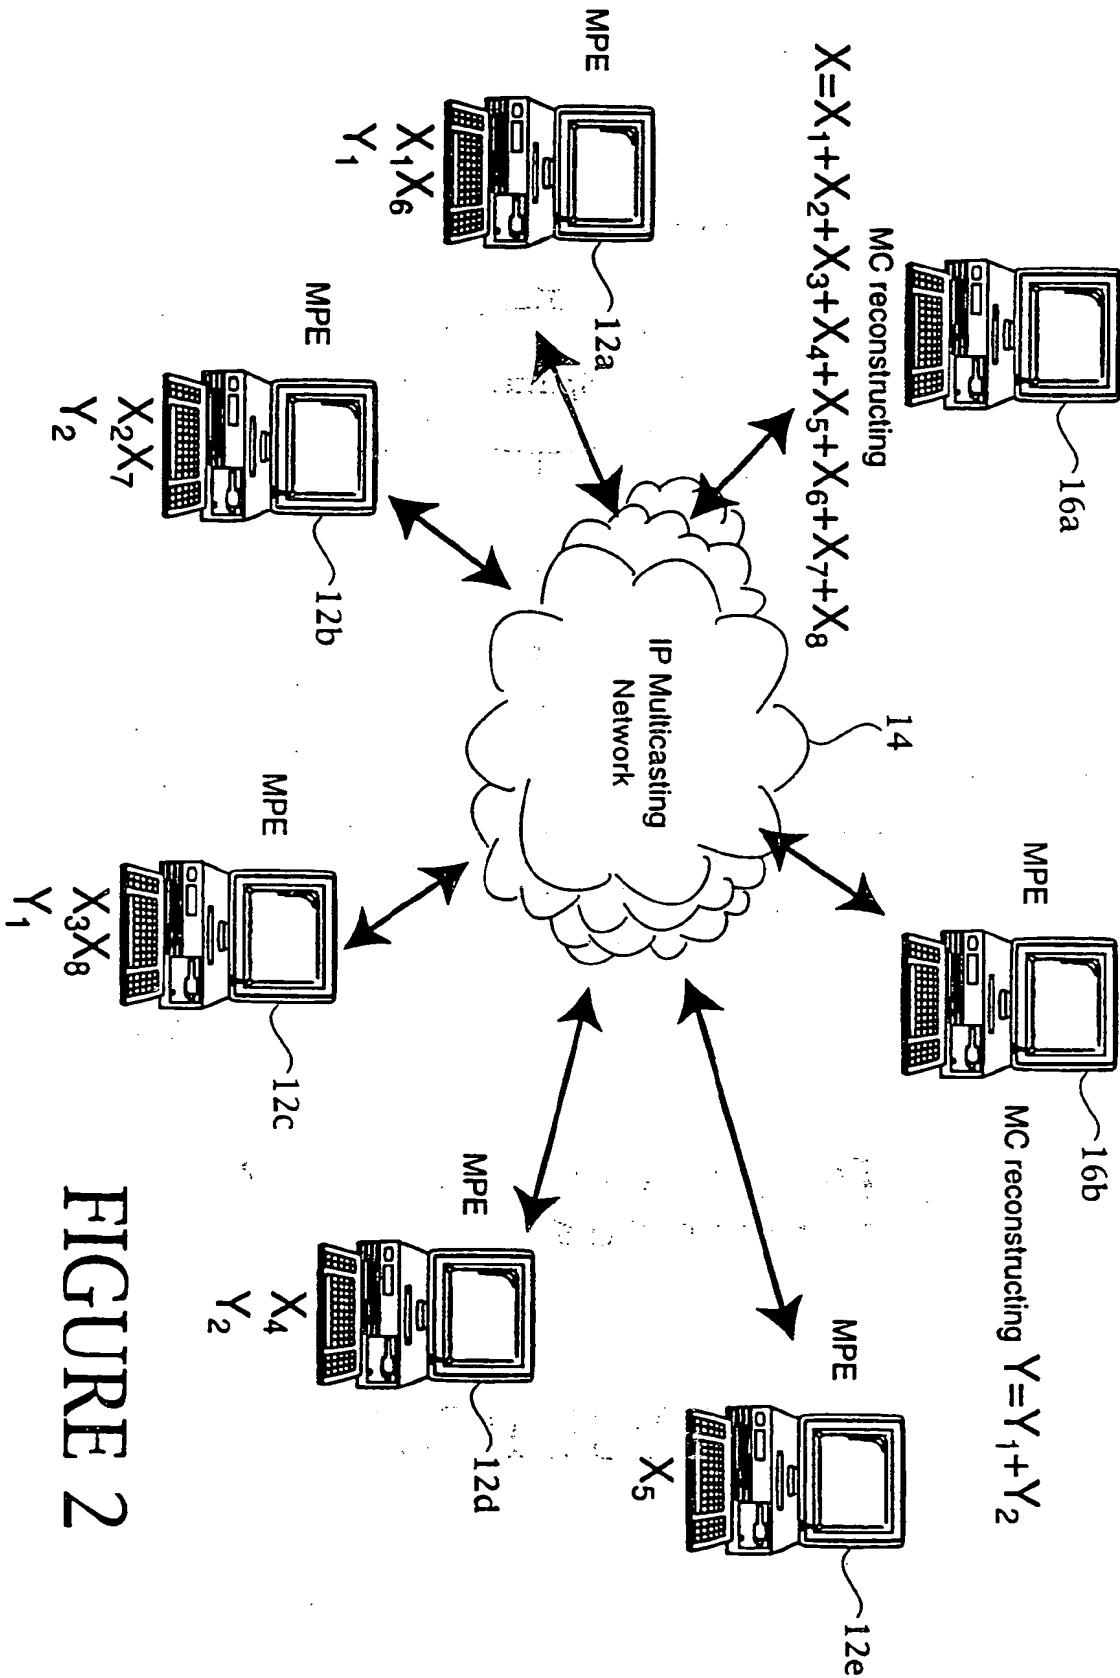 16a
MC reconstructing
X=X₁+X₂+X₃+X₄+X₅+X₆+X₇+X₈
MPE
16b
MC reconstructing Y=Y₁+Y₂
14
IP Multicasting
Network
MPE
12a
X₁X₆
Y₁
MPE
12b
X₂X₇
Y₂
MPE
12c
X₃X₈
Y₁
MPE
12d
X₄
Y₂
MPE
12e
X₅
FIGURE 2